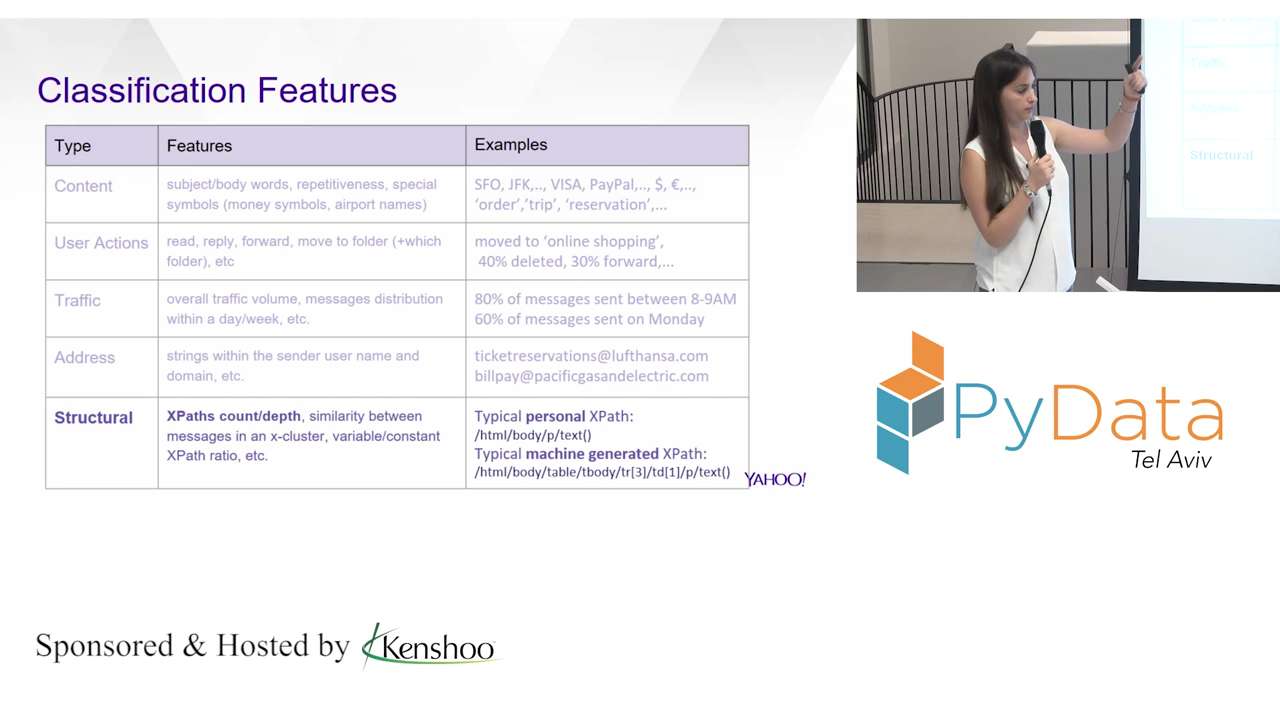 Classification Features
Type
Features
Examples
Content
subject/body words, repetitiveness, special
symbols (money symbols, airport names)
SFO, JFK,.., VISA, PayPal,.., $, €,..,
‘order’,’trip’, ‘reservation’,...
User Actions
read, reply, forward, move to folder (+which
folder), etc
moved to ‘online shopping’,
40% deleted, 30% forward,...
Traffic
overall traffic volume, messages distribution
within a day/week, etc.
80% of messages sent between 8-9AM
60% of messages sent on Monday
Address
strings within the sender user name and
domain, etc.
ticketreservations@lufthansa.com
billpay@pacificgasandelectric.com
Structural
XPaths count/depth, similarity between
messages in an x-cluster, variable/constant
XPath ratio, etc.
Typical personal XPath:
/html/body/p/text()
Typical machine generated XPath:
/html/body/table/tbody/tr[3]/td[1]/p/text()
YAHOO!
Traffic
Address
Structural
PyData
Tel Aviv
Sponsored & Hosted by Kenshoo